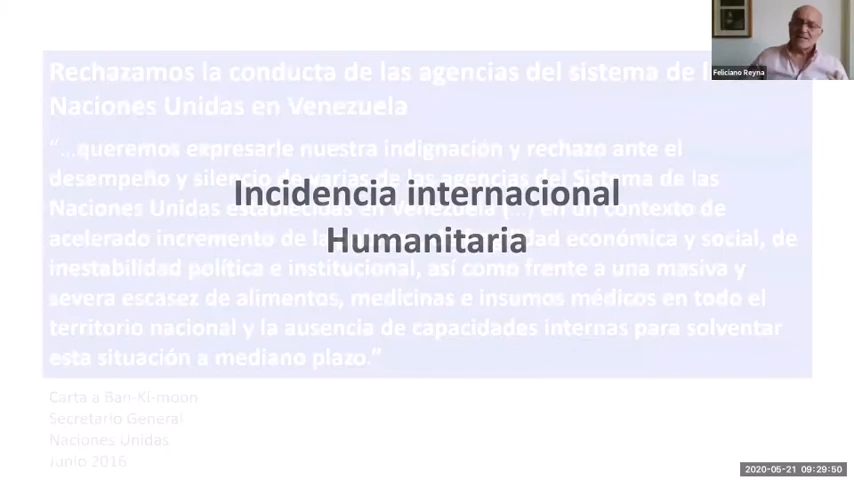 Rechazamos la conducta de las agencias del sistema de
Naciones Unidas en Venezuela
"…queremos expresarle nuestra indignación y rechazo ante el
desempeño y silencio de varias de las agencias del Sistema de las
Naciones Unidas establecidas en Venezuela (…) en un contexto de
acelerado incremento de la económica y social, de
inestabilidad política e institucional, así como frente a una masiva y
severa escasez de alimentos, medicinas e insumos médicos en todo el
territorio nacional y la ausencia de capacidades internas para solventar
esta situación a mediano plazo."
Incidencia internacional
Humanitaria
Carta a Ban-Ki-moon
Secretario General
Naciones Unidas
Junio 2016
Feliciano Reyna
2020-05-21 09:29:50